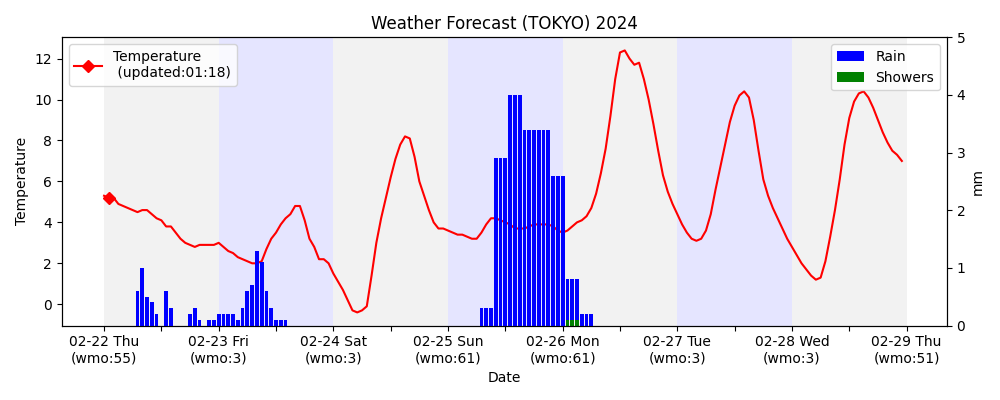 Weather Forecast (TOKYO) 2024
Temperature
(updated:01:18)
Rain
Showers
12
10
8
6
4
2
0
Temperature
5
4
3
2
1
0
mm
02-22 Thu
(wmo:55)
02-23 Fri
(wmo:3)
02-24 Sat
(wmo:3)
02-25 Sun
(wmo:61)
02-26 Mon
(wmo:61)
02-27 Tue
(wmo:3)
02-28 Wed
(wmo:3)
02-29 Thu
(wmo:51)
Date